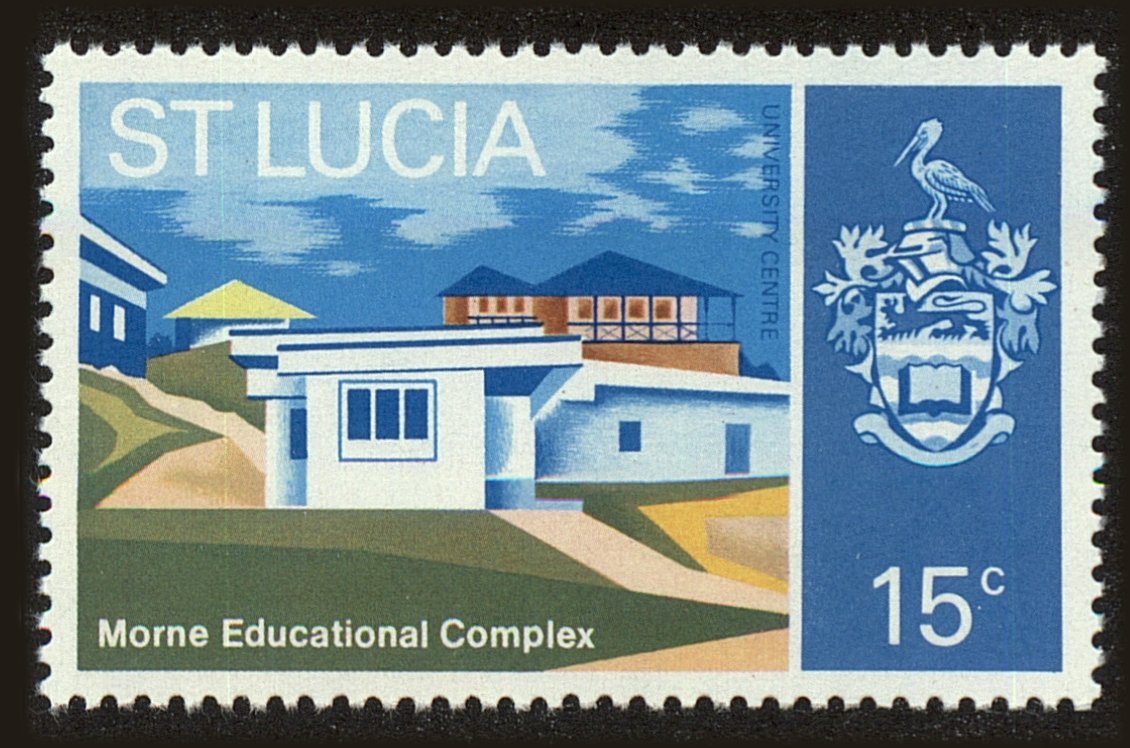 ST LUCIA
UNIVERSITY CENTRE
Morne Educational Complex
15c